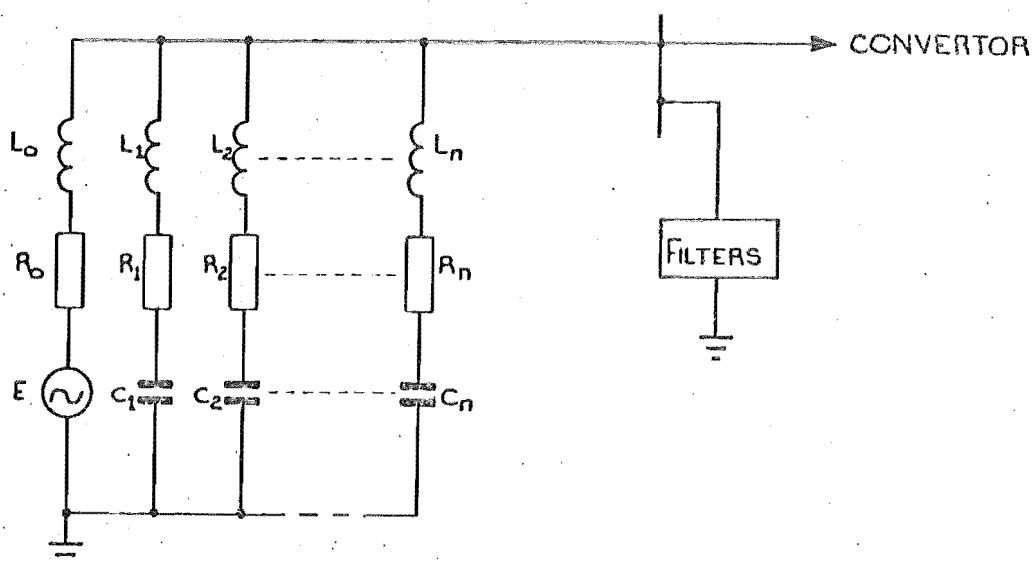 CONVERTOR
L₀ L₁ L₂ Lₙ
FILTERS
R₀ R₁ R₂ Rₙ
E C₁ C₂ Cₙ